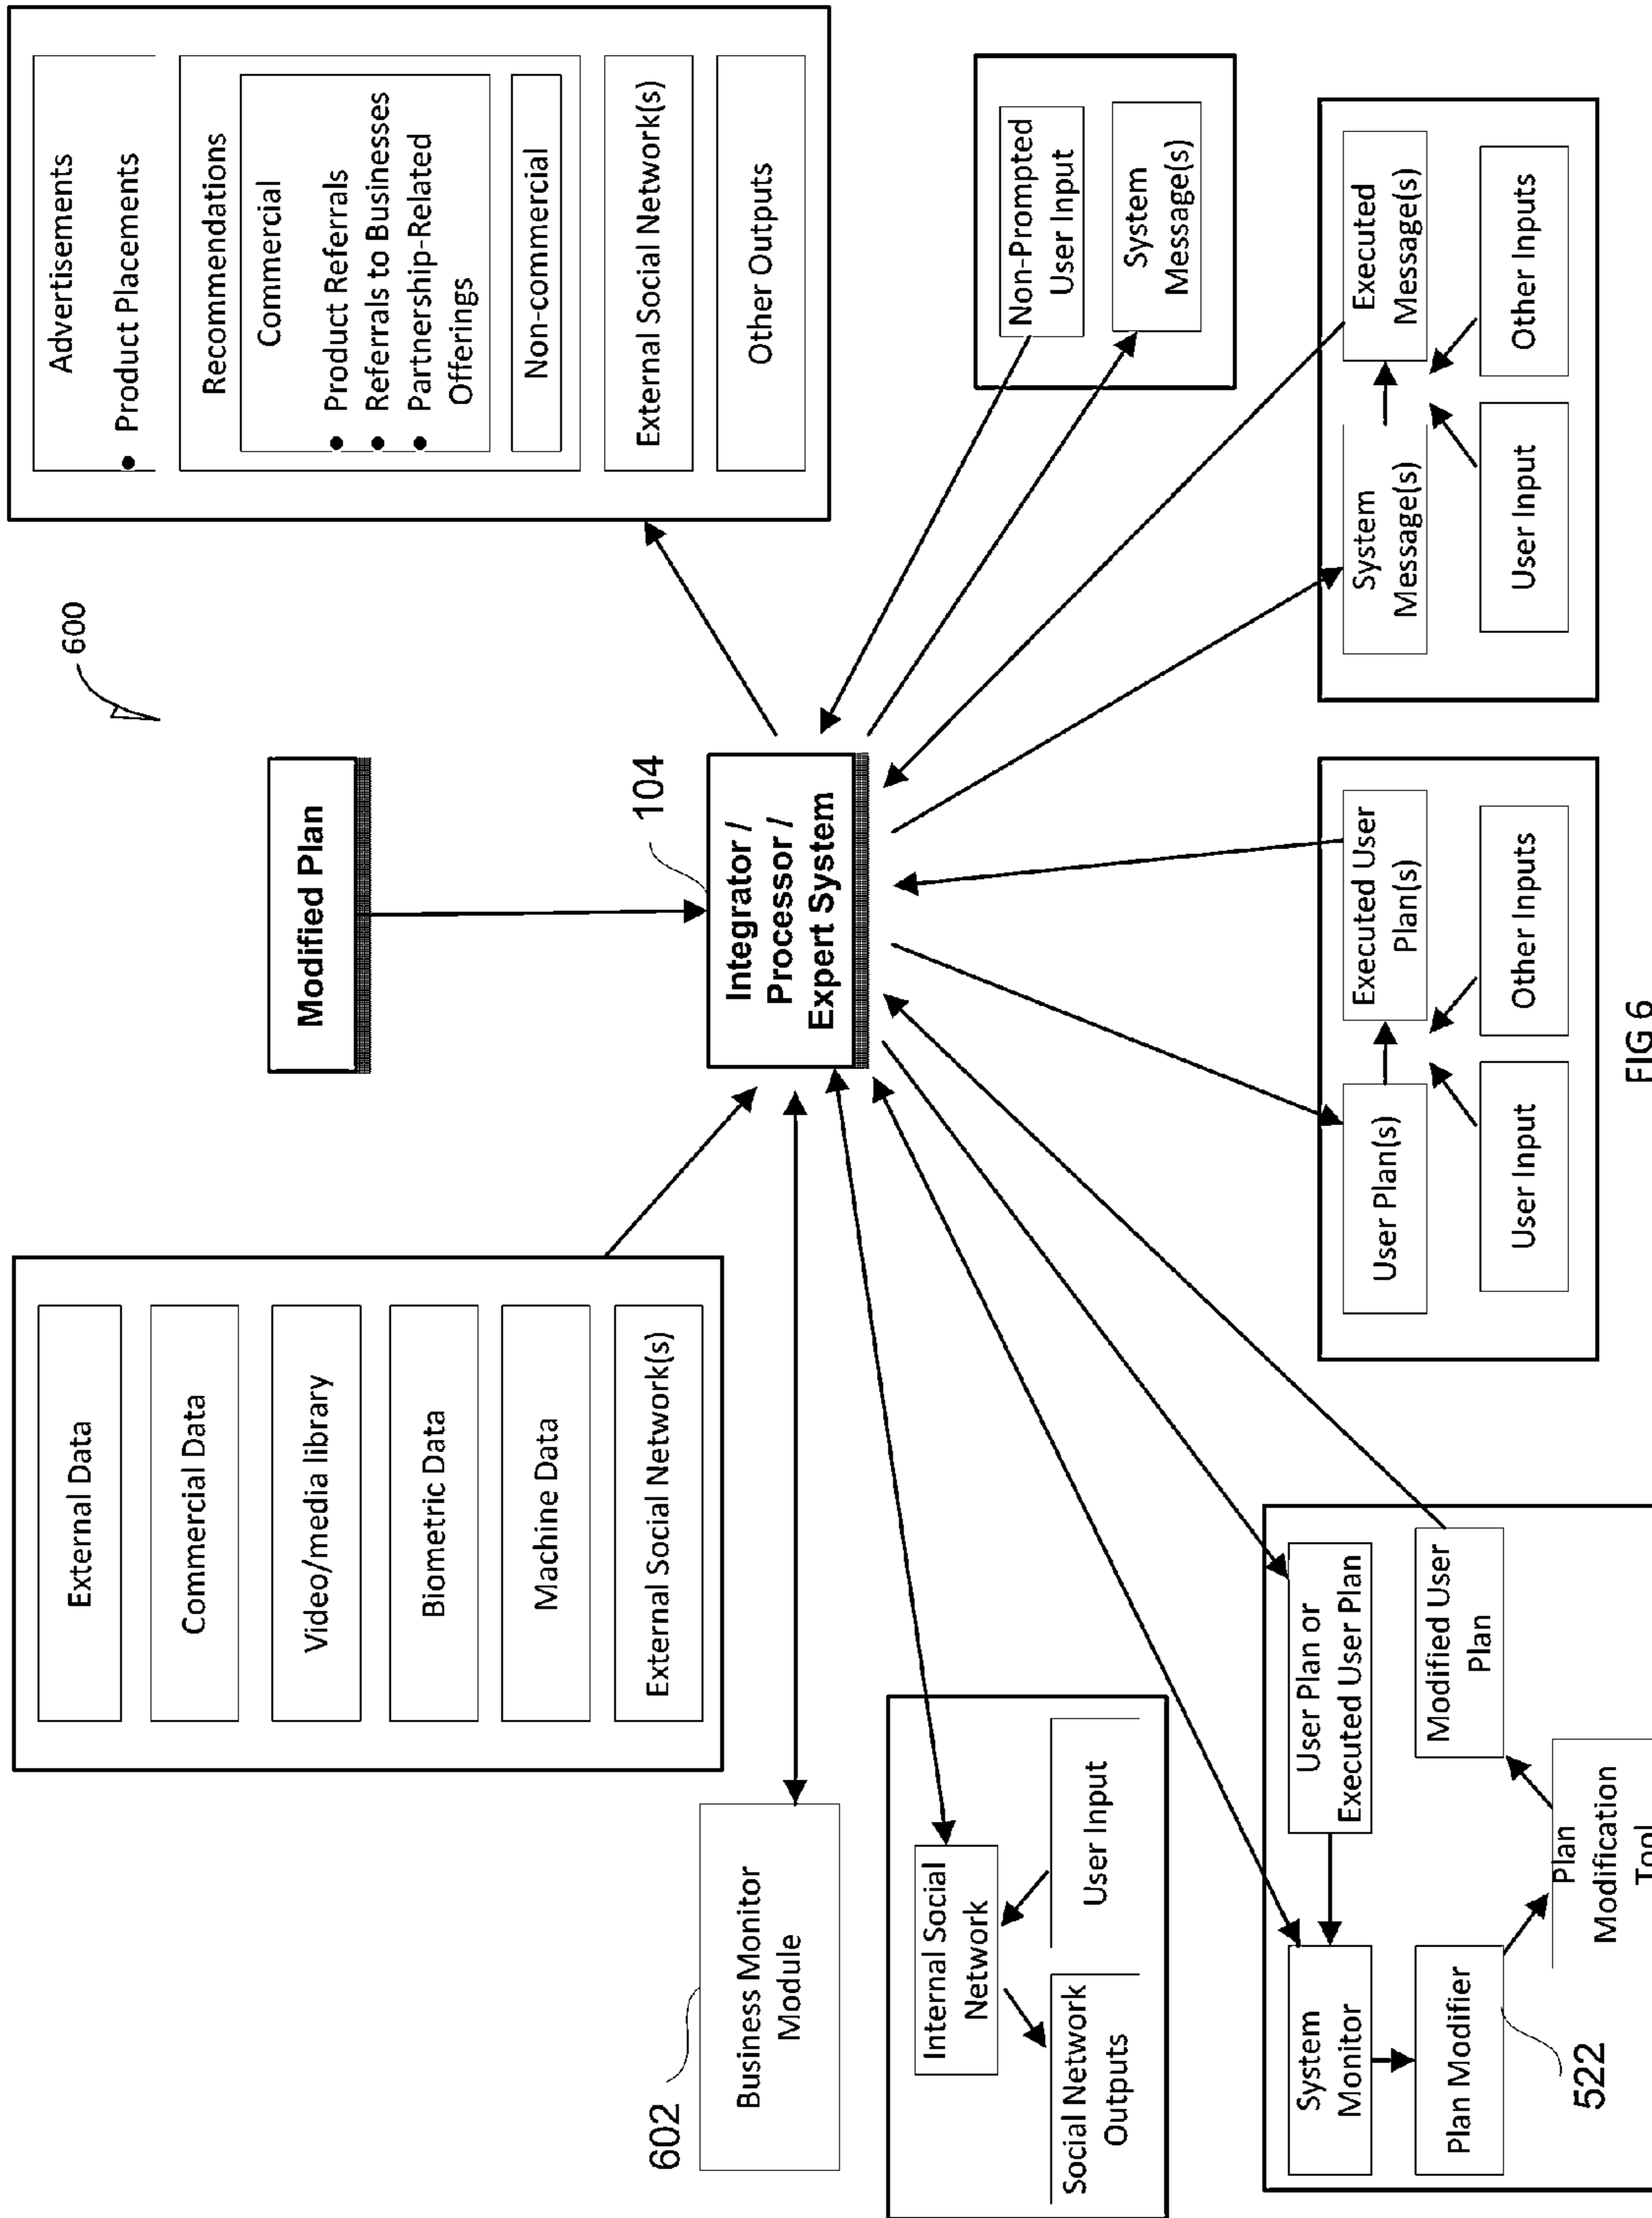 600
Modified Plan
104
Integrator /
Processor /
Expert System
External Data
Commercial Data
Video/media library
Biometric Data
Machine Data
External Social Network(s)
Advertisements
• Product Placements
Recommendations
Commercial
• Product Referrals
• Referrals to Businesses
• Partnership-Related
Offerings
Non-commercial
External Social Network(s)
Other Outputs
602
Business Monitor
Module
Internal Social
Network
Social Network
Outputs
User Input
Non-Prompted
User Input
System
Message(s)
System
Monitor
User Plan or
Executed User Plan
Plan Modifier
522
Modified User
Plan
Plan
Modification
Tool
User Plan(s)
Executed User
Plan(s)
User Input
Other Inputs
System
Message(s)
Executed
Message(s)
User Input
Other Inputs
FIG 6